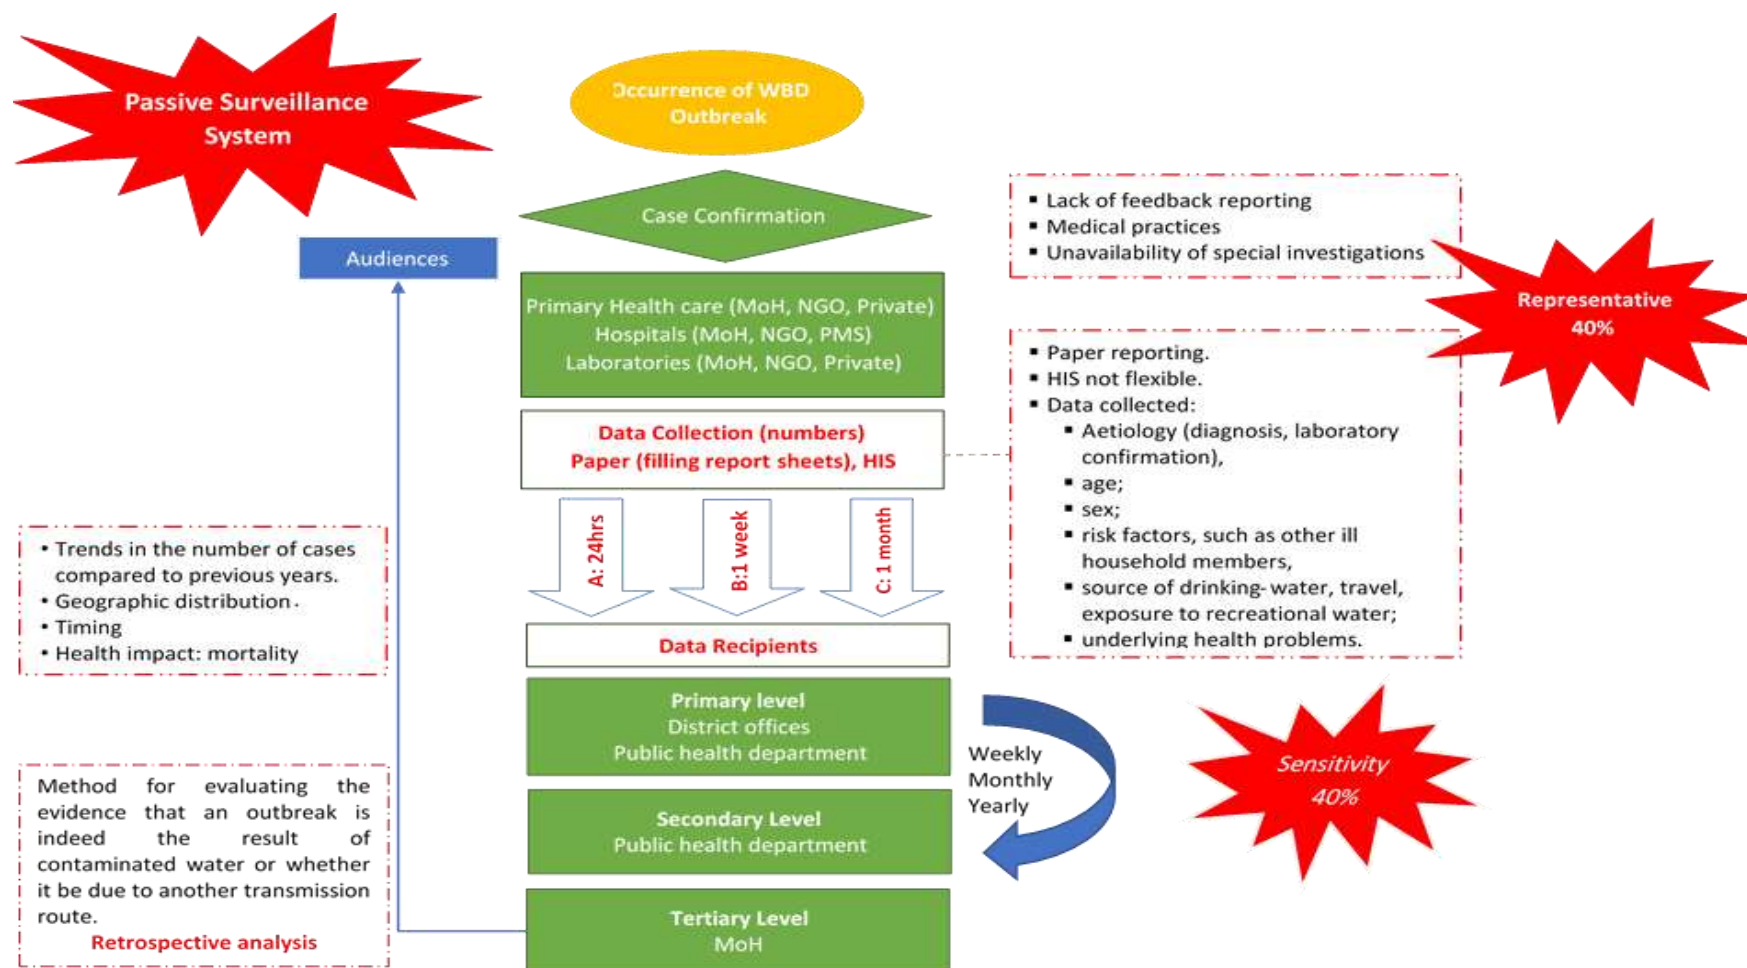 Passive Surveillance
System
Occurrence of WBD
Outbreak
Case Confirmation
Audiences
Primary Health care (MoH, NGO, Private)
Hospitals (MoH, NGO, PMS)
Laboratories (MoH, NGO, Private)
▪ Lack of feedback reporting
▪ Medical practices
▪ Unavailability of special investigations
Representative
40%
Data Collection (numbers)
Paper (filling report sheets), HIS
▪ Paper reporting.
▪ HIS not flexible.
▪ Data collected:
▪ Aetiology (diagnosis, laboratory
confirmation),
▪ age;
▪ sex;
▪ risk factors, such as other ill
household members,
▪ source of drinking-water, travel,
exposure to recreational water;
▪ underlying health problems.
A: 24hrs
B:1 week
C: 1 month
• Trends in the number of cases
compared to previous years.
• Geographic distribution.
• Timing
• Health impact: mortality
Data Recipients
Primary level
District offices
Public health department
Weekly
Monthly
Yearly
Sensitivity
40%
Secondary Level
Public health department
Method for evaluating the
evidence that an outbreak is
indeed the result of
contaminated water or whether
it be due to another transmission
route.
Retrospective analysis
Tertiary Level
MoH